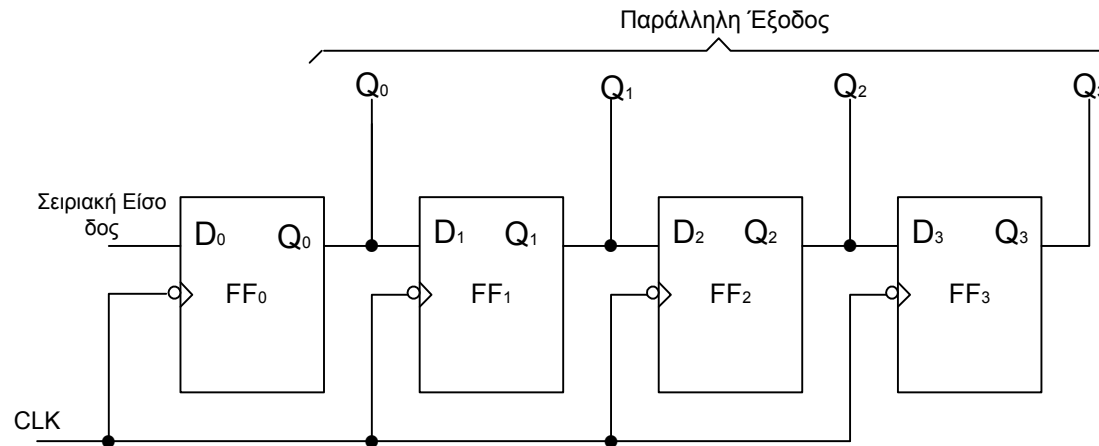 Παράλληλη Έξοδος
Q0 Q1 Q2 Q3
Σειριακή Είσο
δος
D0 Q0 D1 Q1 D2 Q2 D3 Q3
FF0 FF1 FF2 FF3
CLK